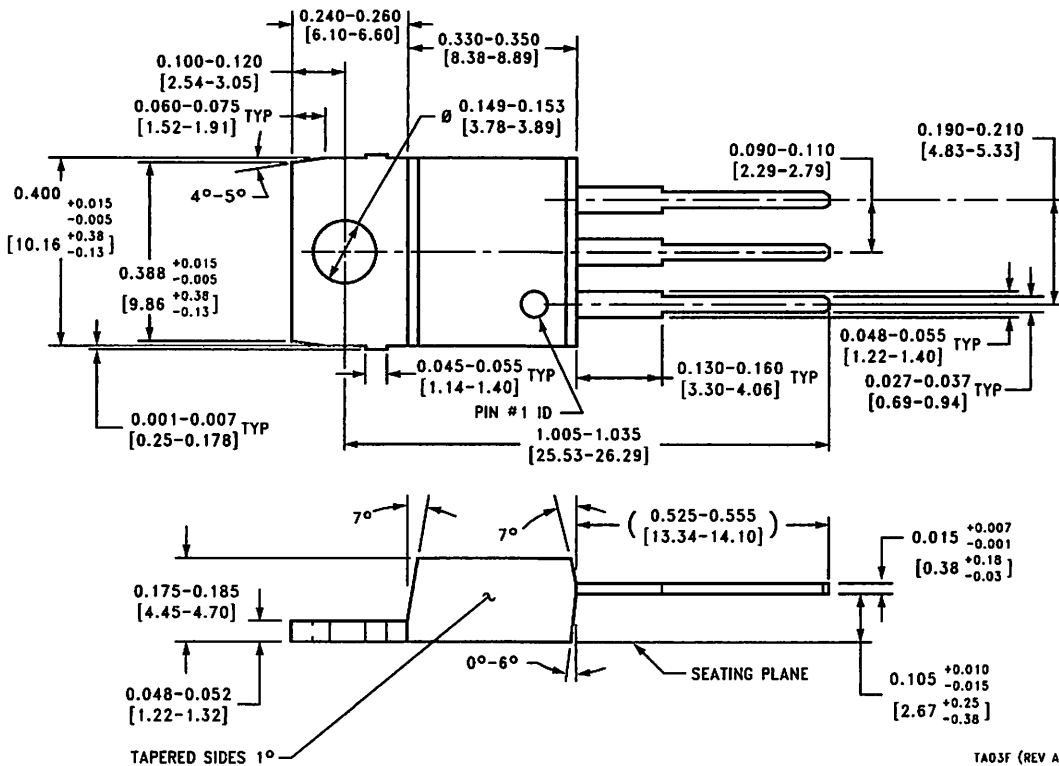 0.240–0.260
[6.10–6.60]
0.330–0.350
[8.38–8.89]
0.100–0.120
[2.54–3.05]
0.060–0.075 TYP
[1.52–1.91]
Ø 0.149–0.153
[3.78–3.89]
0.190–0.210
[4.83–5.33]
0.090–0.110
[2.29–2.79]
4°–5°
0.400 +0.015 -0.005
[10.16 +0.38 -0.13]
0.388 +0.015 -0.005
[9.86 +0.38 -0.13]
0.048–0.055 TYP
[1.22–1.40]
0.045–0.055 TYP
[1.14–1.40]
0.130–0.160 TYP
[3.30–4.06]
0.027–0.037 TYP
[0.69–0.94]
PIN #1 ID
0.001–0.007 TYP
[0.25–0.178]
1.005–1.035
[25.53–26.29]
7°
7°
( 0.525–0.555 )
[13.34–14.10]
0.015 +0.007 -0.001
[0.38 +0.18 -0.03]
0.175–0.185
[4.45–4.70]
0°–6°
SEATING PLANE
0.105 +0.010 -0.015
[2.67 +0.25 -0.38]
0.048–0.052
[1.22–1.32]
TAPERED SIDES 1°
TA03F (REV A